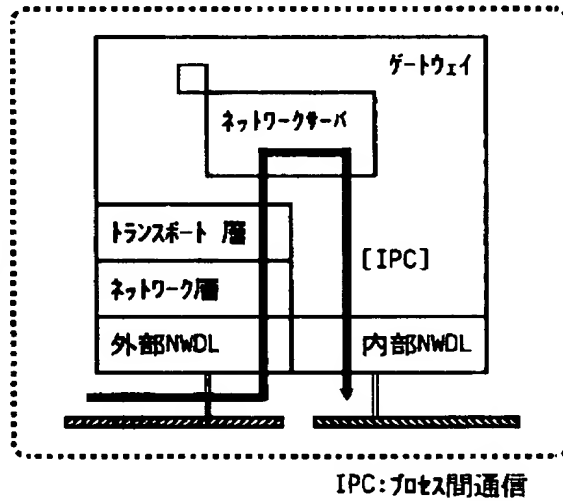 ゲートウェイ
ネットワークサーバ
トランスポート 層
[IPC]
ネットワーク層
外部NWDL
内部NWDL
IPC:プロセス間通信